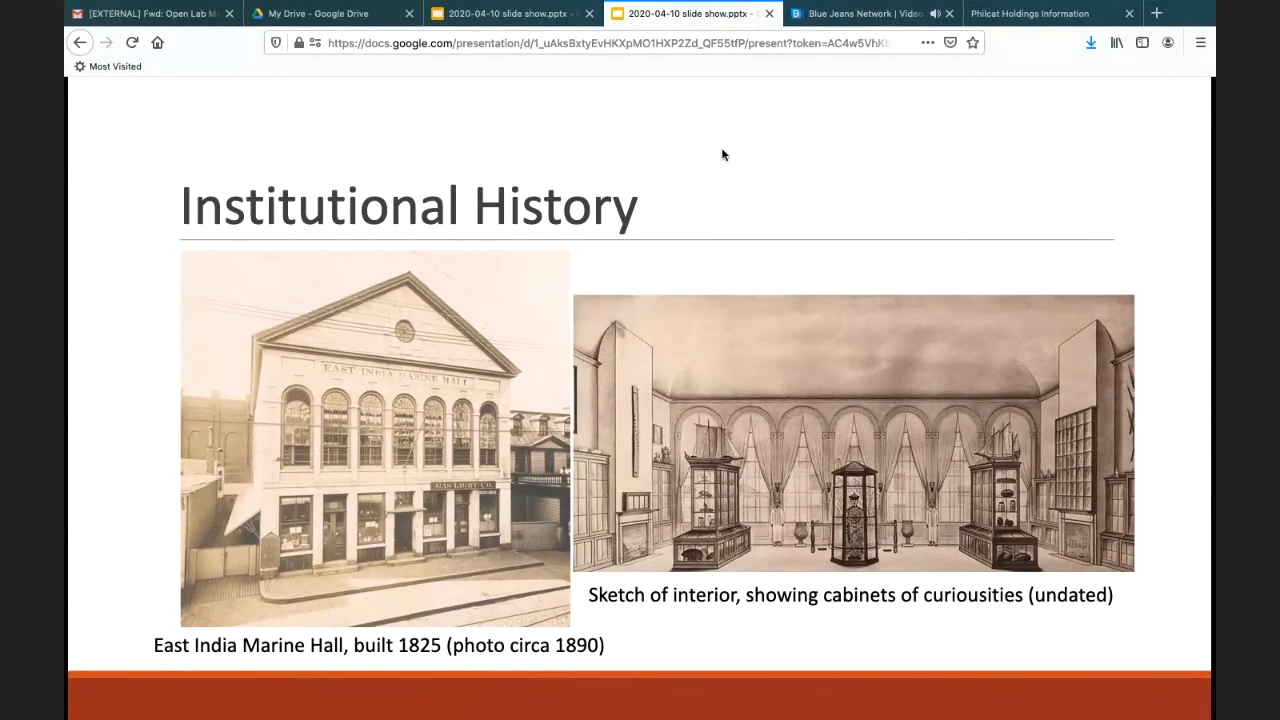 [EXTERNAL] Fwd: Open Lab M
My Drive - Google Drive
2020-04-10 slide show.pptx -
2020-04-10 slide show.pptx -
Blue Jeans Network | Video
Philcat Holdings Information
https://docs.google.com/presentation/d/1_uAksBxtyEvHKXpMO1HXP2Zd_QF55tfP/present?token=AC4w5VhKb
Most Visited
Institutional History
EAST INDIA MARINE HALL
GAS LIGHT CO.
Sketch of interior, showing cabinets of curiousities (undated)
East India Marine Hall, built 1825 (photo circa 1890)